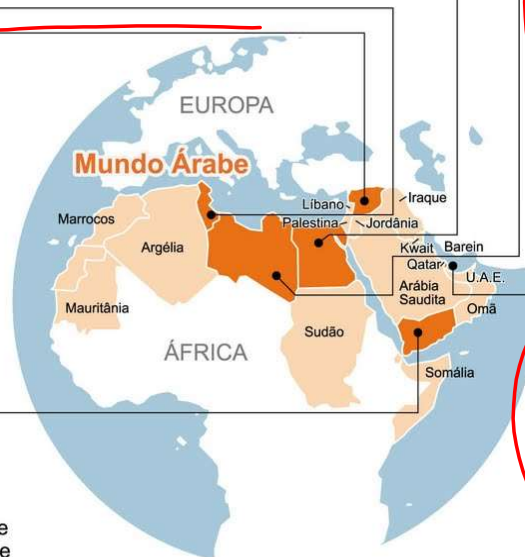 EUROPA
Mundo Árabe
Líbano
Iraque
Palestina
Jordânia
Marrocos
Argélia
Kwait
Barein
Qatar
U.A.E.
Arábia
Saudita
Omã
Mauritânia
Sudão
ÁFRICA
Somália
e
e